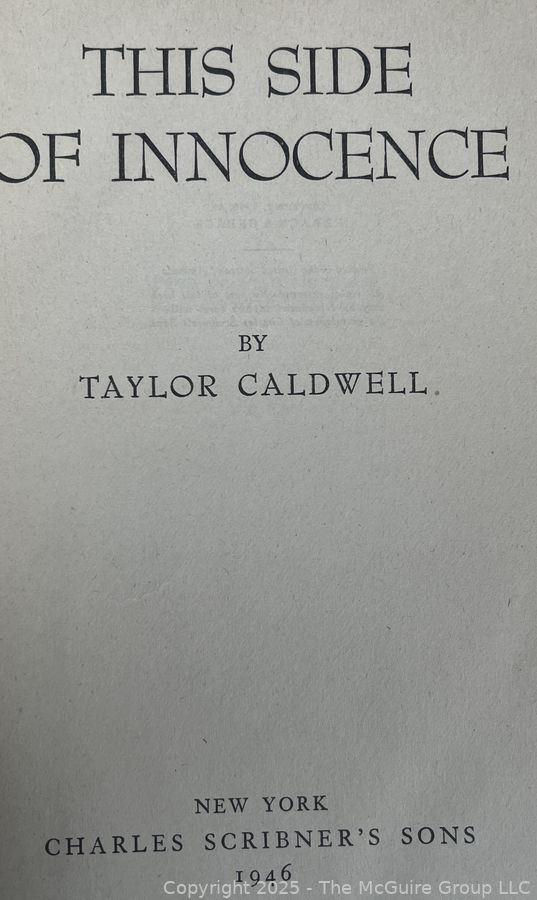 THIS SIDE
OF INNOCENCE
BY
TAYLOR CALDWELL
NEW YORK
CHARLES SCRIBNER'S SONS
1946
Copyright 2025 - The McGuire Group LLC